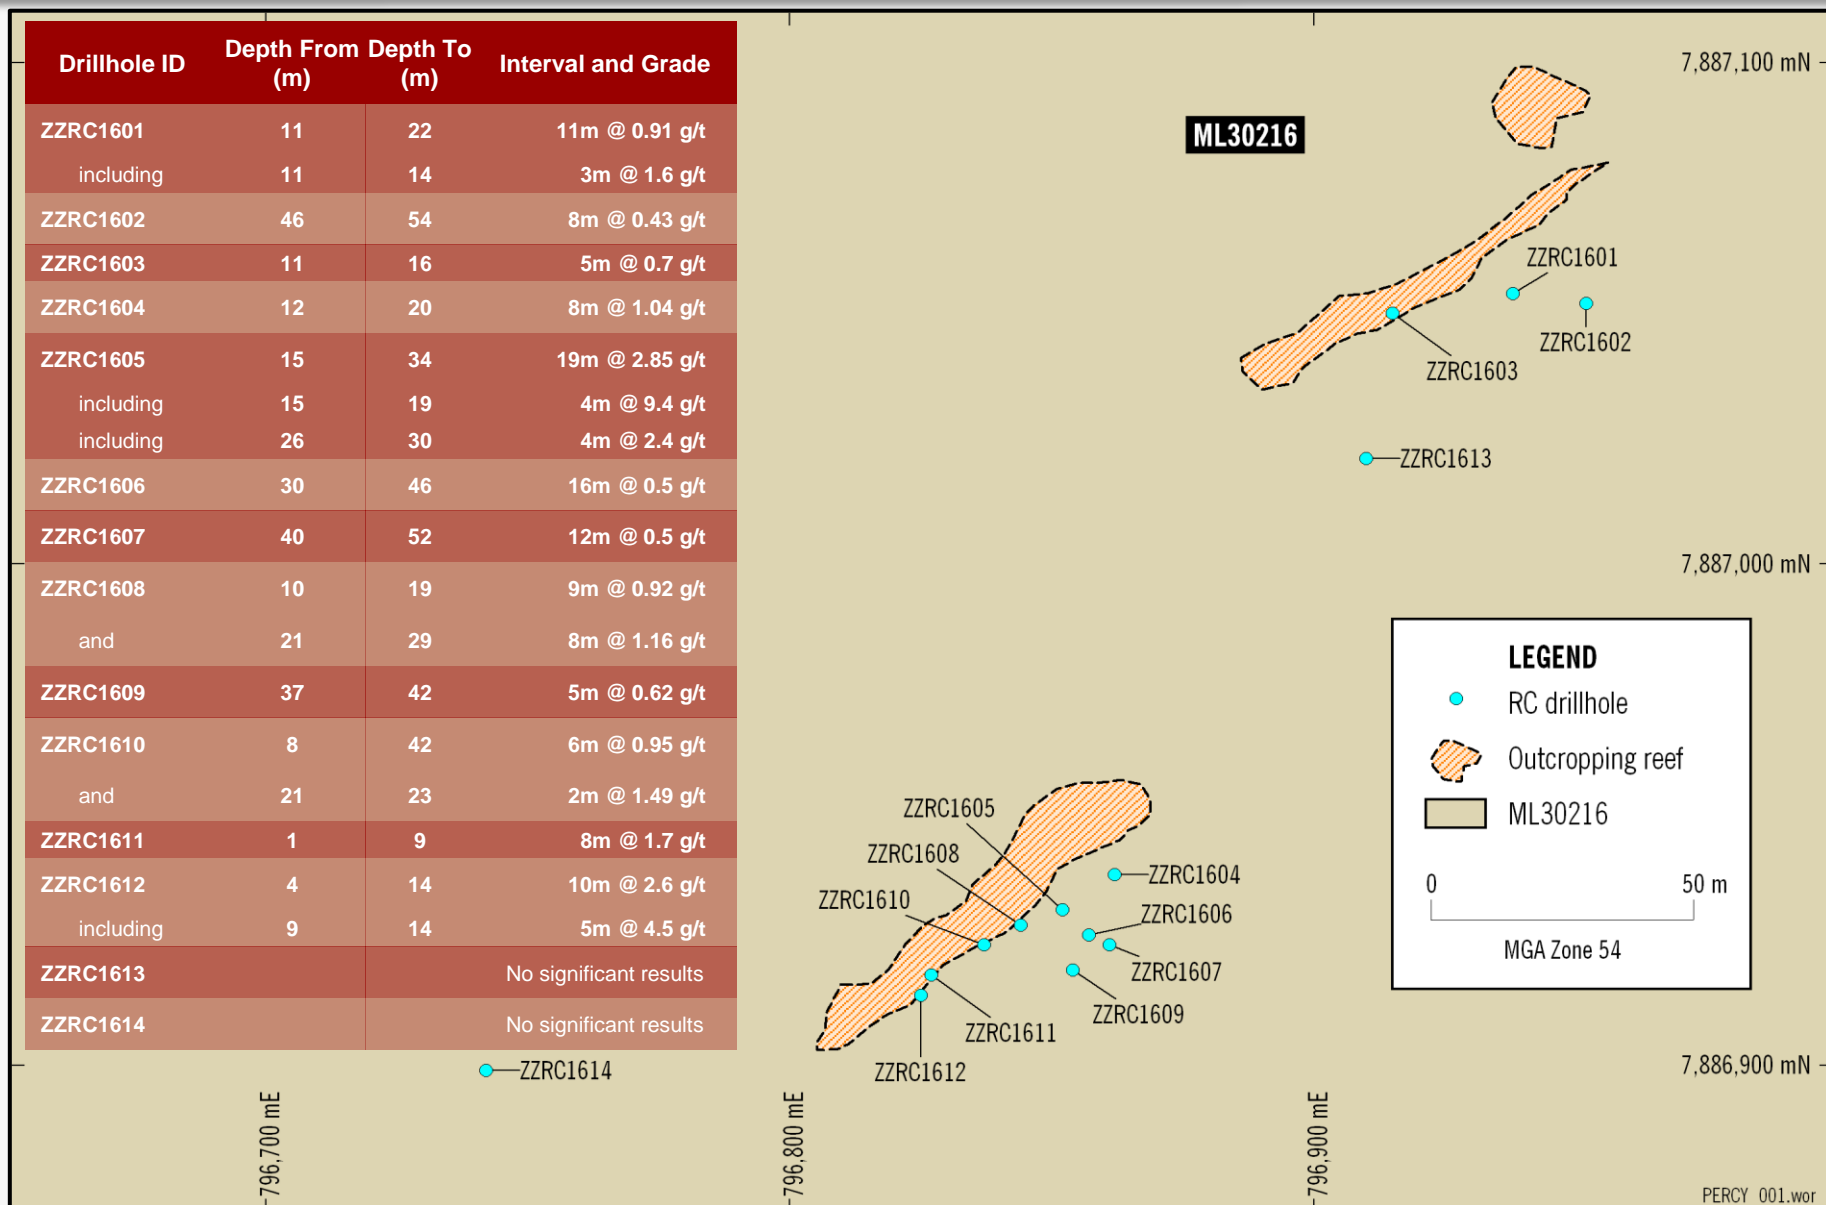 Drillhole ID Depth From (m) Depth To (m) Interval and Grade
ZZRC1601 11 22 11m @ 0.91 g/t
including 11 14 3m @ 1.6 g/t
ZZRC1602 46 54 8m @ 0.43 g/t
ZZRC1603 11 16 5m @ 0.7 g/t
ZZRC1604 12 20 8m @ 1.04 g/t
ZZRC1605 15 34 19m @ 2.85 g/t
including 15 19 4m @ 9.4 g/t
including 26 30 4m @ 2.4 g/t
ZZRC1606 30 46 16m @ 0.5 g/t
ZZRC1607 40 52 12m @ 0.5 g/t
ZZRC1608 10 19 9m @ 0.92 g/t
and 21 29 8m @ 1.16 g/t
ZZRC1609 37 42 5m @ 0.62 g/t
ZZRC1610 8 42 6m @ 0.95 g/t
and 21 23 2m @ 1.49 g/t
ZZRC1611 1 9 8m @ 1.7 g/t
ZZRC1612 4 14 10m @ 2.6 g/t
including 9 14 5m @ 4.5 g/t
ZZRC1613 No significant results
ZZRC1614 No significant results
7,887,100 mN
ML30216
ZZRC1601
ZZRC1602
ZZRC1603
ZZRC1613
7,887,000 mN
LEGEND
RC drillhole
Outcropping reef
ML30216
0 50 m
MGA Zone 54
ZZRC1605
ZZRC1608
ZZRC1604
ZZRC1610
ZZRC1606
ZZRC1607
ZZRC1609
ZZRC1611
ZZRC1612
ZZRC1614
7,886,900 mN
796,700 mE
796,800 mE
796,900 mE
PERCY 001.wor